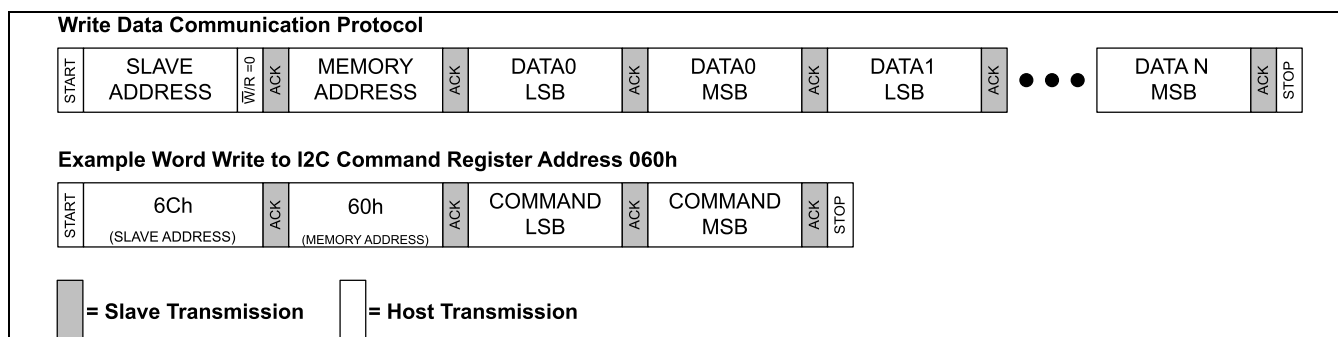 Write Data Communication Protocol
START SLAVE ADDRESS W̅/R =0 ACK MEMORY ADDRESS ACK DATA0 LSB ACK DATA0 MSB ACK DATA1 LSB ACK ●●● DATA N MSB ACK STOP
Example Word Write to I2C Command Register Address 060h
START 6Ch (SLAVE ADDRESS) ACK 60h (MEMORY ADDRESS) ACK COMMAND LSB ACK COMMAND MSB ACK STOP
= Slave Transmission = Host Transmission